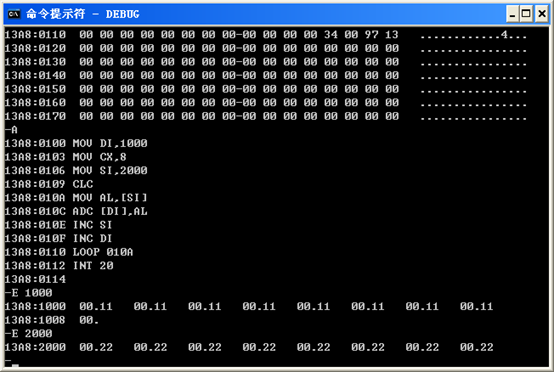 命令提示符 - DEBUG
13A8:0110  00 00 00 00 00 00 00 00-00 00 00 00 34 00 97 13   ............4...
13A8:0120  00 00 00 00 00 00 00 00-00 00 00 00 00 00 00 00   ................
13A8:0130  00 00 00 00 00 00 00 00-00 00 00 00 00 00 00 00   ................
13A8:0140  00 00 00 00 00 00 00 00-00 00 00 00 00 00 00 00   ................
13A8:0150  00 00 00 00 00 00 00 00-00 00 00 00 00 00 00 00   ................
13A8:0160  00 00 00 00 00 00 00 00-00 00 00 00 00 00 00 00   ................
13A8:0170  00 00 00 00 00 00 00 00-00 00 00 00 00 00 00 00   ................
-A
13A8:0100 MOV DI,1000
13A8:0103 MOV CX,8
13A8:0106 MOV SI,2000
13A8:0109 CLC
13A8:010A MOV AL,[SI]
13A8:010C ADC [DI],AL
13A8:010E INC SI
13A8:010F INC DI
13A8:0110 LOOP 010A
13A8:0112 INT 20
13A8:0114
-E 1000
13A8:1000  00.11   00.11   00.11   00.11   00.11   00.11   00.11   00.11
13A8:1008  00.
-E 2000
13A8:2000  00.22   00.22   00.22   00.22   00.22   00.22   00.22   00.22
-